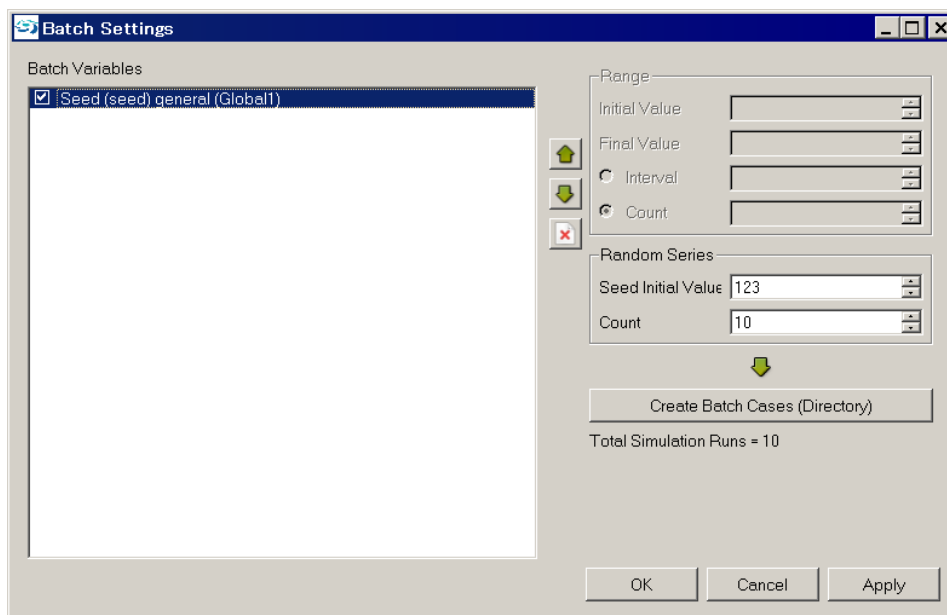 Batch Settings
Batch Variables
Seed (seed) general (Global1)
Range
Initial Value
Final Value
Interval
Count
Random Series
Seed Initial Value 123
Count 10
Create Batch Cases (Directory)
Total Simulation Runs = 10
OK Cancel Apply